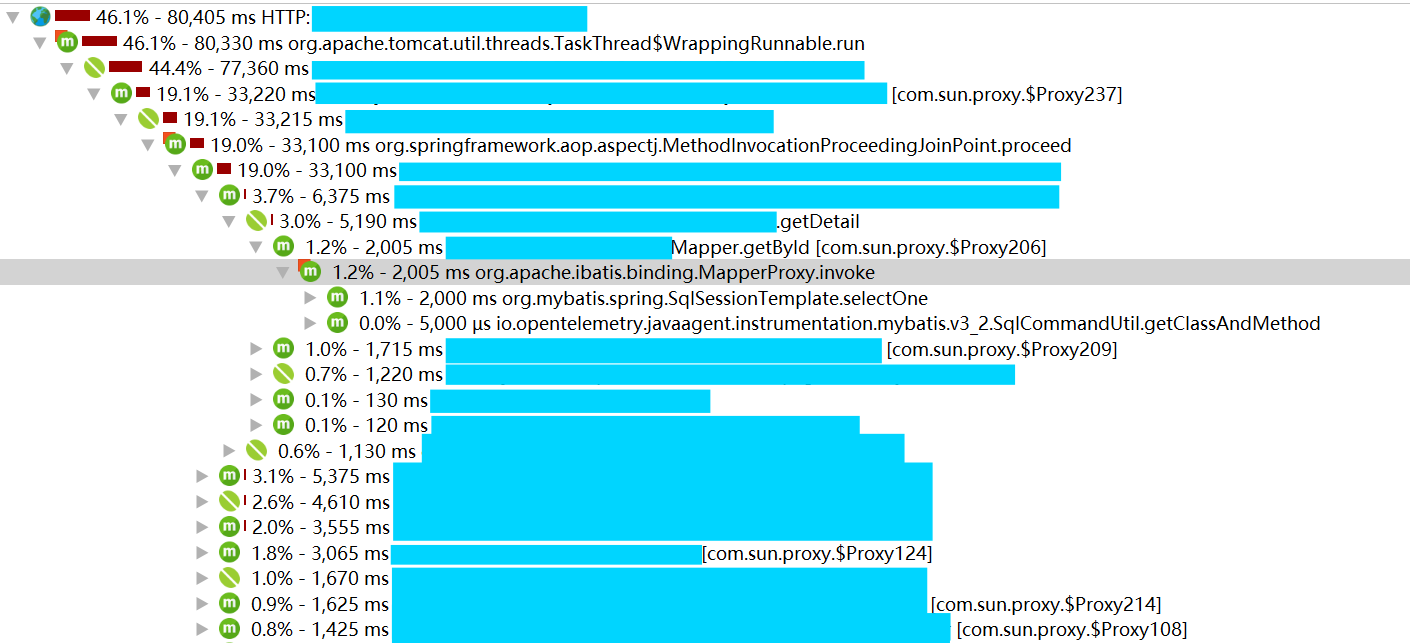 46.1% - 80,405 ms HTTP:
m 46.1% - 80,330 ms org.apache.tomcat.util.threads.TaskThread$WrappingRunnable.run
44.4% - 77,360 ms
m 19.1% - 33,220 ms [com.sun.proxy.$Proxy237]
19.1% - 33,215 ms
m 19.0% - 33,100 ms org.springframework.aop.aspectj.MethodInvocationProceedingJoinPoint.proceed
m 19.0% - 33,100 ms
m 3.7% - 6,375 ms
3.0% - 5,190 ms .getDetail
m 1.2% - 2,005 ms Mapper.getById [com.sun.proxy.$Proxy206]
m 1.2% - 2,005 ms org.apache.ibatis.binding.MapperProxy.invoke
m 1.1% - 2,000 ms org.mybatis.spring.SqlSessionTemplate.selectOne
m 0.0% - 5,000 µs io.opentelemetry.javaagent.instrumentation.mybatis.v3_2.SqlCommandUtil.getClassAndMethod
m 1.0% - 1,715 ms [com.sun.proxy.$Proxy209]
0.7% - 1,220 ms
m 0.1% - 130 ms
m 0.1% - 120 ms
0.6% - 1,130 ms
m 3.1% - 5,375 ms
2.6% - 4,610 ms
m 2.0% - 3,555 ms
m 1.8% - 3,065 ms [com.sun.proxy.$Proxy124]
1.0% - 1,670 ms
m 0.9% - 1,625 ms [com.sun.proxy.$Proxy214]
m 0.8% - 1,425 ms [com.sun.proxy.$Proxy108]